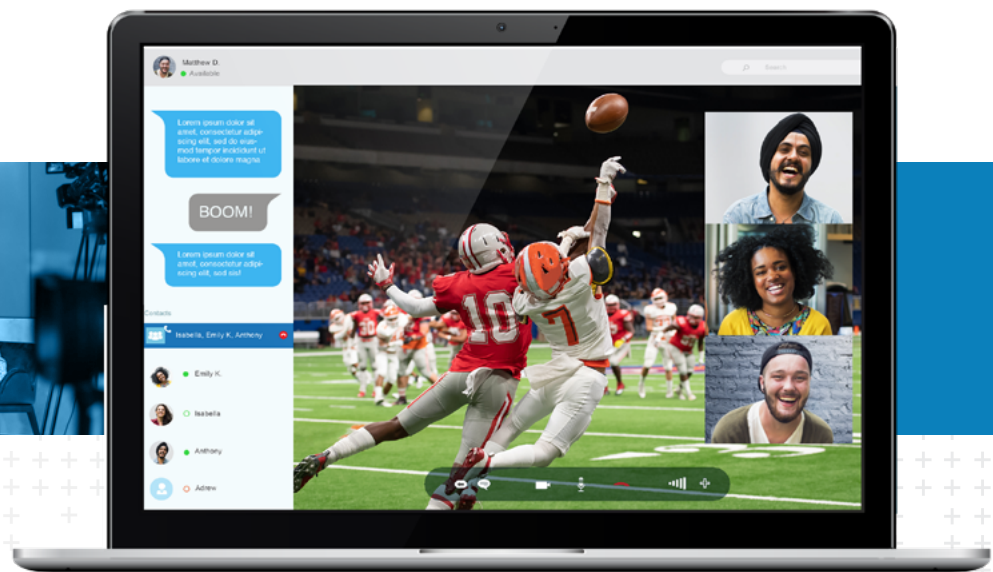 Matthew D.
Available
Search
Lorem ipsum dolor sit
amet, consectetur adipi-
scing elit, sed do eius-
mod tempor incididunt ut
labore et dolore magna
BOOM!
Lorem ipsum dolor sit
amet, consectetur adipi-
scing elit, sed sist
Contacts
Isabella, Emily K, Anthony
Emily K.
Isabella
Anthony
Adrew
10
7